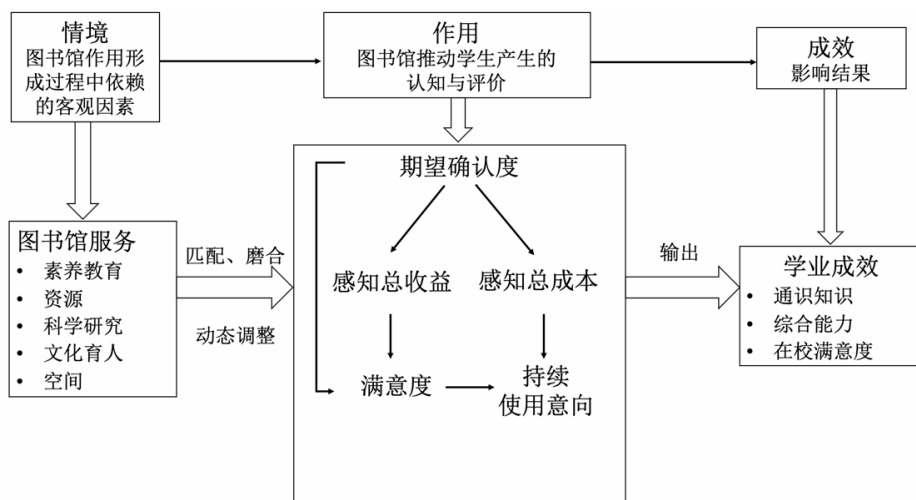 情境
图书馆作用形
成过程中依赖
的客观因素
作用
图书馆推动学生产生的
认知与评价
成效
影响结果
图书馆服务
• 素养教育
• 资源
• 科学研究
• 文化育人
• 空间
匹配、磨合
动态调整
期望确认度
感知总收益
感知总成本
满意度
持续
使用意向
输出
学业成效
• 通识知识
• 综合能力
• 在校满意度